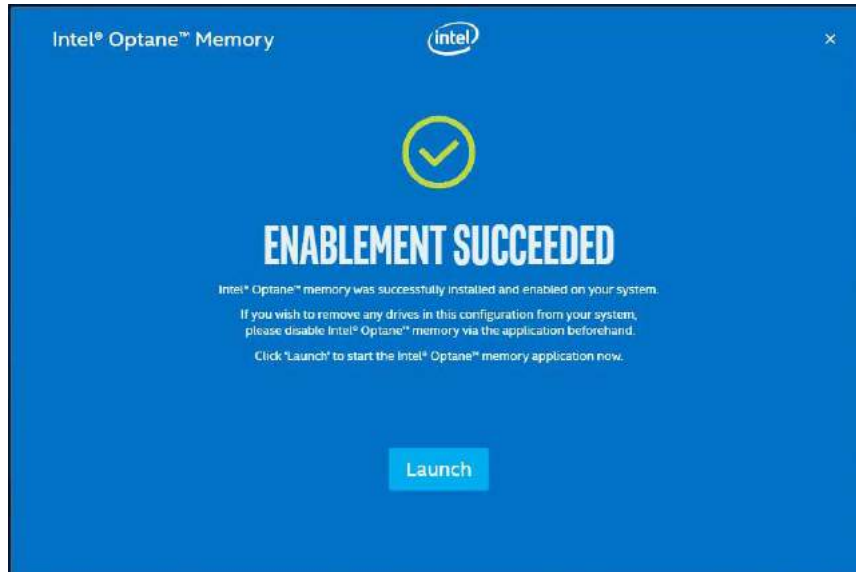 Intel® Optane™ Memory
intel
×
ENABLEMENT SUCCEEDED
Intel® Optane™ memory was successfully installed and enabled on your system.
If you wish to remove any drives in this configuration from your system,
please disable Intel® Optane™ memory via the application beforehand.
Click 'Launch' to start the Intel® Optane™ memory application now.
Launch